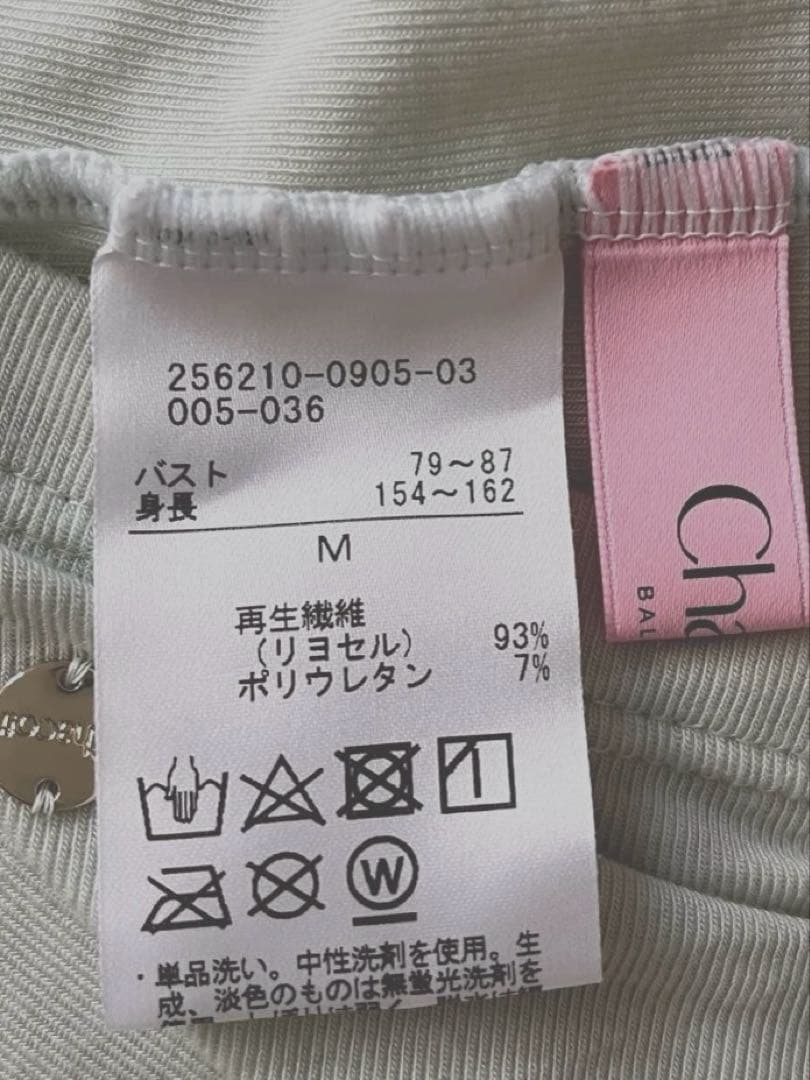 256210-0905-03
005-036
バスト 79～87
身長 154～162
M
再生繊維
(リヨセル) 93%
ポリウレタン 7%
W
・単品洗い。中性洗剤を使用。生
成、淡色のものは無蛍光洗剤を
Cha
BAL
chacott